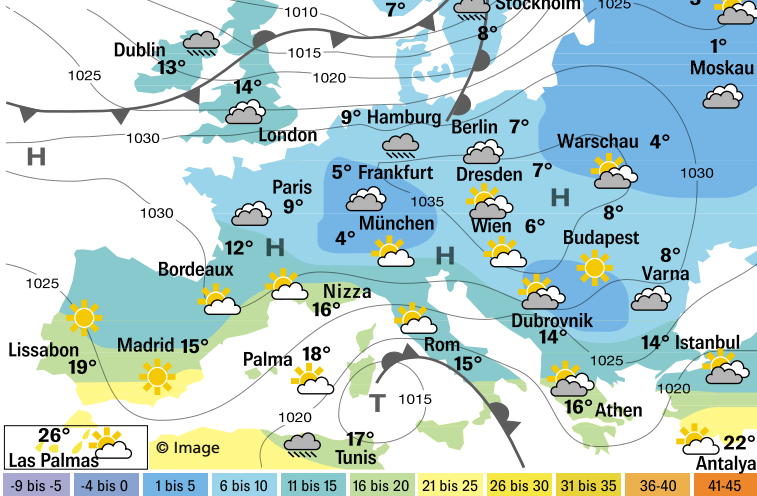 1010
7°
Stockholm
1025
8°
Dublin
13°
1015
1°
Moskau
1025
1020
14°
London
9° Hamburg
Berlin 7°
1030
Warschau 4°
H
5° Frankfurt
Dresden 7°
1030
Paris
9°
1035
H
8°
1030
München
4°
Wien 6°
Budapest
12°
H
H
8°
Varna
Bordeaux
1025
Nizza
16°
Dubrovnik
14°
Lissabon
19°
Madrid 15°
Rom
15°
14° Istanbul
Palma 18°
1025
1020
T
1015
16° Athen
1020
26°
Las Palmas
© Image
17°
Tunis
22°
Antalya
-9 bis -5
-4 bis 0
1 bis 5
6 bis 10
11 bis 15
16 bis 20
21 bis 25
26 bis 30
31 bis 35
36-40
41-45